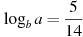 log_b a = 5/14